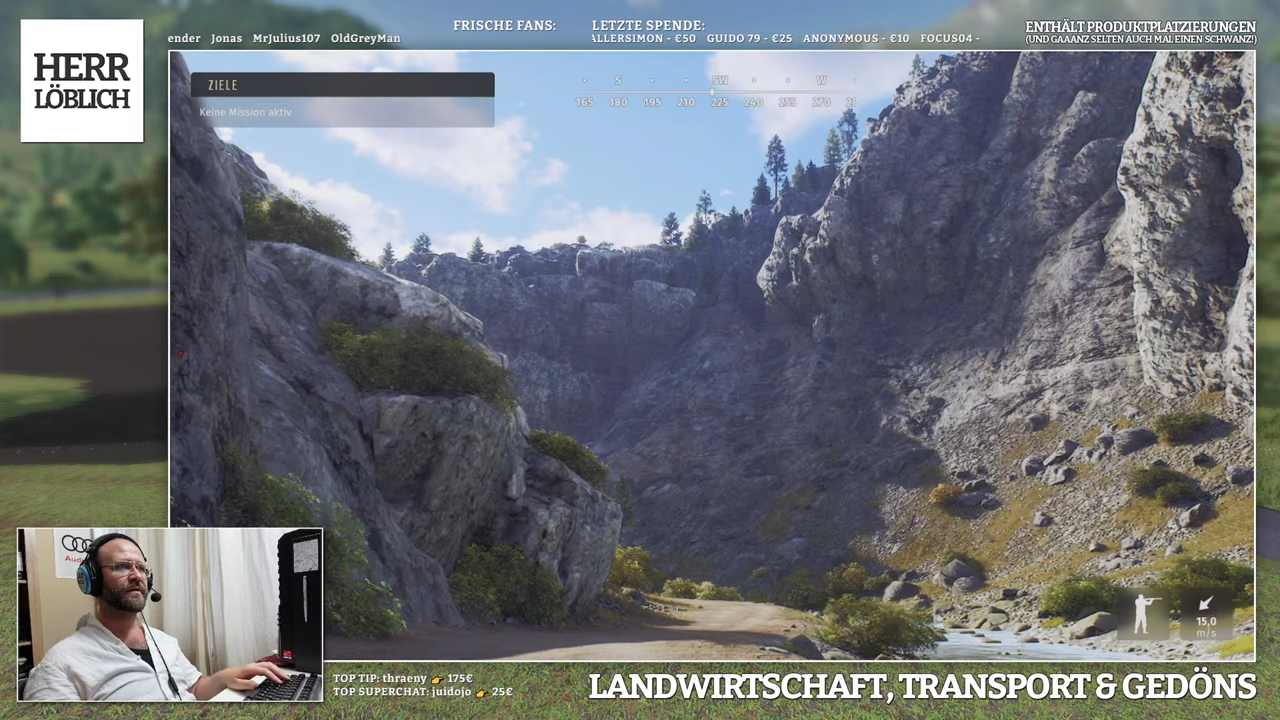 HERR
LÖBLICH
FRISCHE FANS:
ender Jonas MrJulius107 OldGreyMan
LETZTE SPENDE:
ALLERSIMON - €50 GUIDO 79 - €25 ANONYMOUS - €10 FOCUS04 -
ENTHÄLT PRODUKTPLATZIERUNGEN
(UND GAAANZ SELTEN AUCH MAL EINEN SCHWANZ!)
ZIELE
Keine Mission aktiv
S SW W
165 180 195 210 225 240 255 270
15,0
m/s
Audi
TOP TIP: thraeny 👉 175€
TOP SUPERCHAT: juidojo 👉 25€
LANDWIRTSCHAFT, TRANSPORT & GEDÖNS